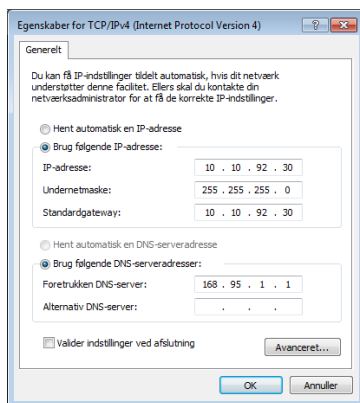 Egenskaber for TCP/IPv4 (Internet Protocol Version 4)
Generelt
Du kan få IP-indstillinger tildelt automatisk, hvis dit netværk
understøtter denne facilitet. Ellers skal du kontakte din
netværksadministrator for at få de korrekte IP-indstillinger.
Hent automatisk en IP-adresse
Brug følgende IP-adresse:
IP-adresse: 10 . 10 . 92 . 30
Undernetmaske: 255 . 255 . 255 . 0
Standardgateway: 10 . 10 . 92 . 30
Hent automatisk en DNS-serveradresse
Brug følgende DNS-serveradresser:
Foretrukken DNS-server: 168 . 95 . 1 . 1
Alternativ DNS-server: . . .
Valider indstillinger ved afslutning
Avanceret...
OK Annuller